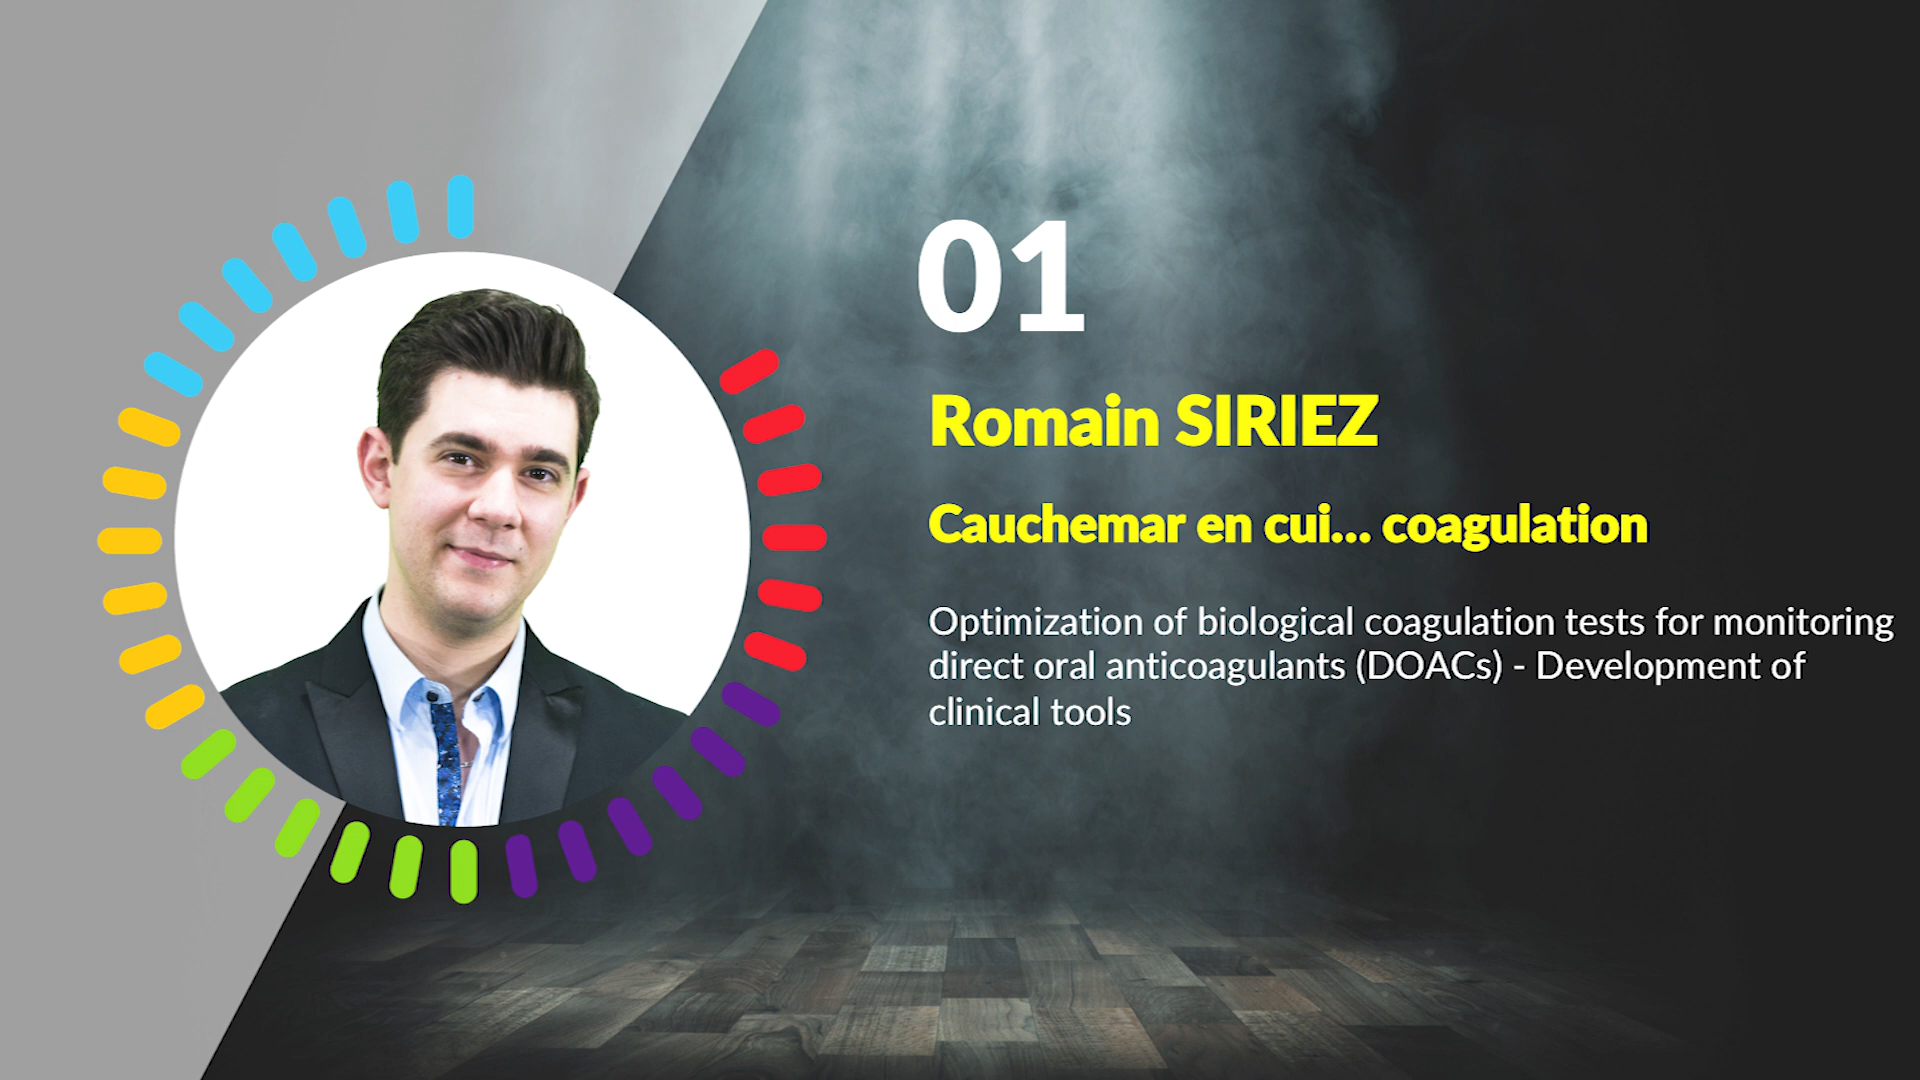 01
Romain SIRIEZ
Cauchemar en cui... coagulation
Optimization of biological coagulation tests for monitoring
direct oral anticoagulants (DOACs) - Development of
clinical tools